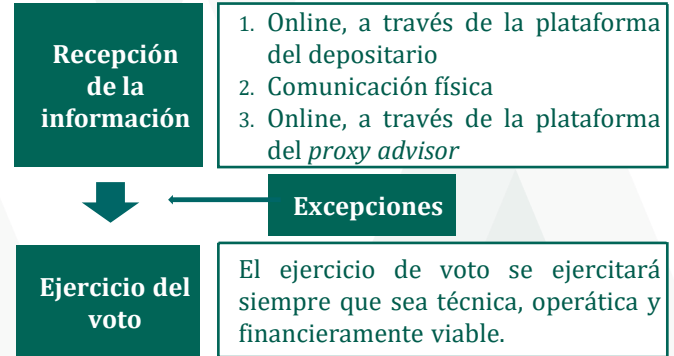 Recepción
de la
información
1. Online, a través de la plataforma
del depositario
2. Comunicación física
3. Online, a través de la plataforma
del proxy advisor
Excepciones
Ejercicio del
voto
El ejercicio de voto se ejercitará
siempre que sea técnica, operática y
financieramente viable.